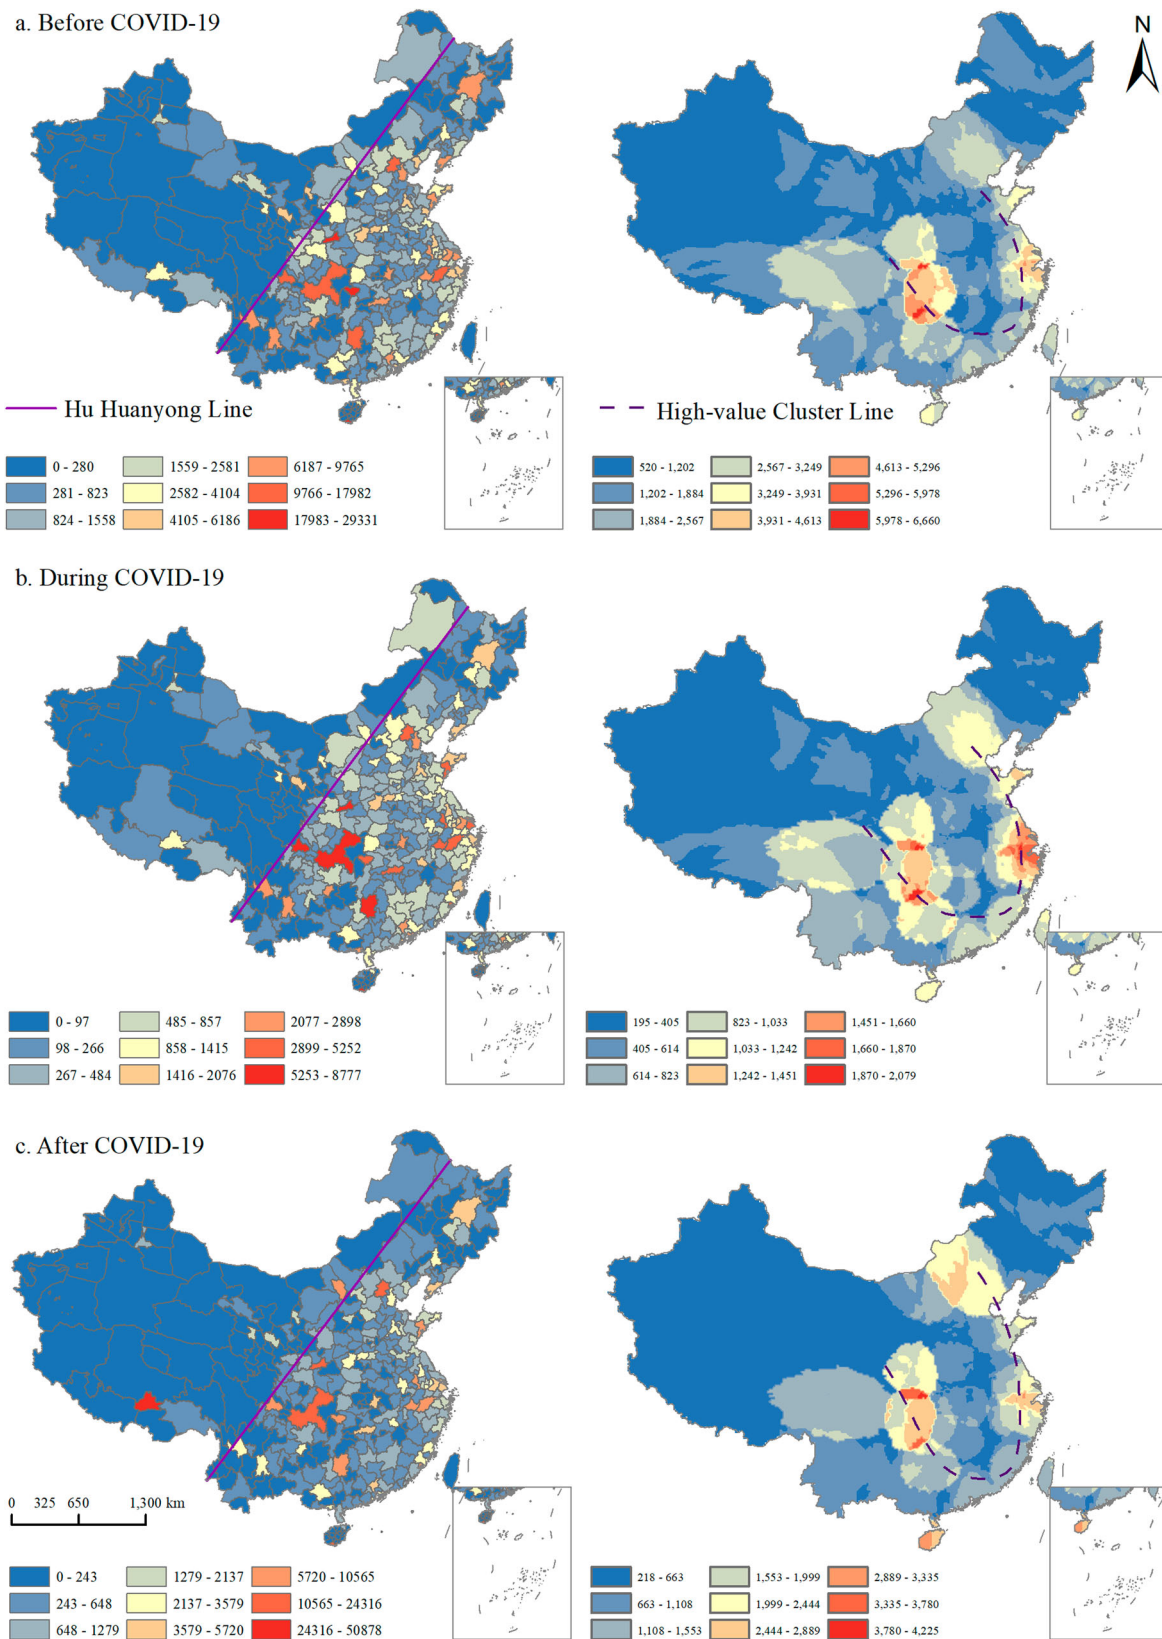 a. Before COVID-19
N
Hu Huanyong Line
High-value Cluster Line
0 - 280
1559 - 2581
6187 - 9765
281 - 823
2582 - 4104
9766 - 17982
824 - 1558
4105 - 6186
17983 - 29331
520 - 1,202
2,567 - 3,249
4,613 - 5,296
1,202 - 1,884
3,249 - 3,931
5,296 - 5,978
1,884 - 2,567
3,931 - 4,613
5,978 - 6,660
b. During COVID-19
0 - 97
485 - 857
2077 - 2898
98 - 266
858 - 1415
2899 - 5252
267 - 484
1416 - 2076
5253 - 8777
195 - 405
823 - 1,033
1,451 - 1,660
405 - 614
1,033 - 1,242
1,660 - 1,870
614 - 823
1,242 - 1,451
1,870 - 2,079
c. After COVID-19
0 325 650 1,300 km
0 - 243
1279 - 2137
5720 - 10565
243 - 648
2137 - 3579
10565 - 24316
648 - 1279
3579 - 5720
24316 - 50878
218 - 663
1,553 - 1,999
2,889 - 3,335
663 - 1,108
1,999 - 2,444
3,335 - 3,780
1,108 - 1,553
2,444 - 2,889
3,780 - 4,225